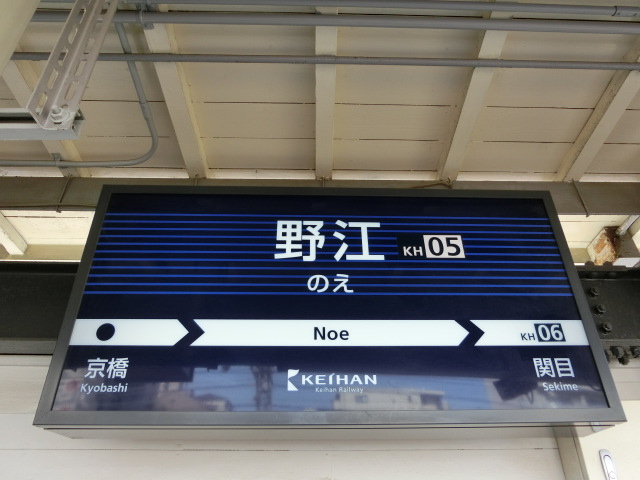 野江 KH05
のえ
Noe
KH06
京橋
Kyobashi
関目
Sekime
KEIHAN
Keihan Railway